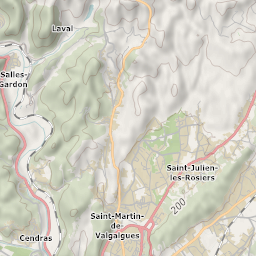 Laval
Salles-
Gardon
Saint-Julien-
les-Rosiers
200
Saint-Martin-
de-
Valgalgues
Cendras